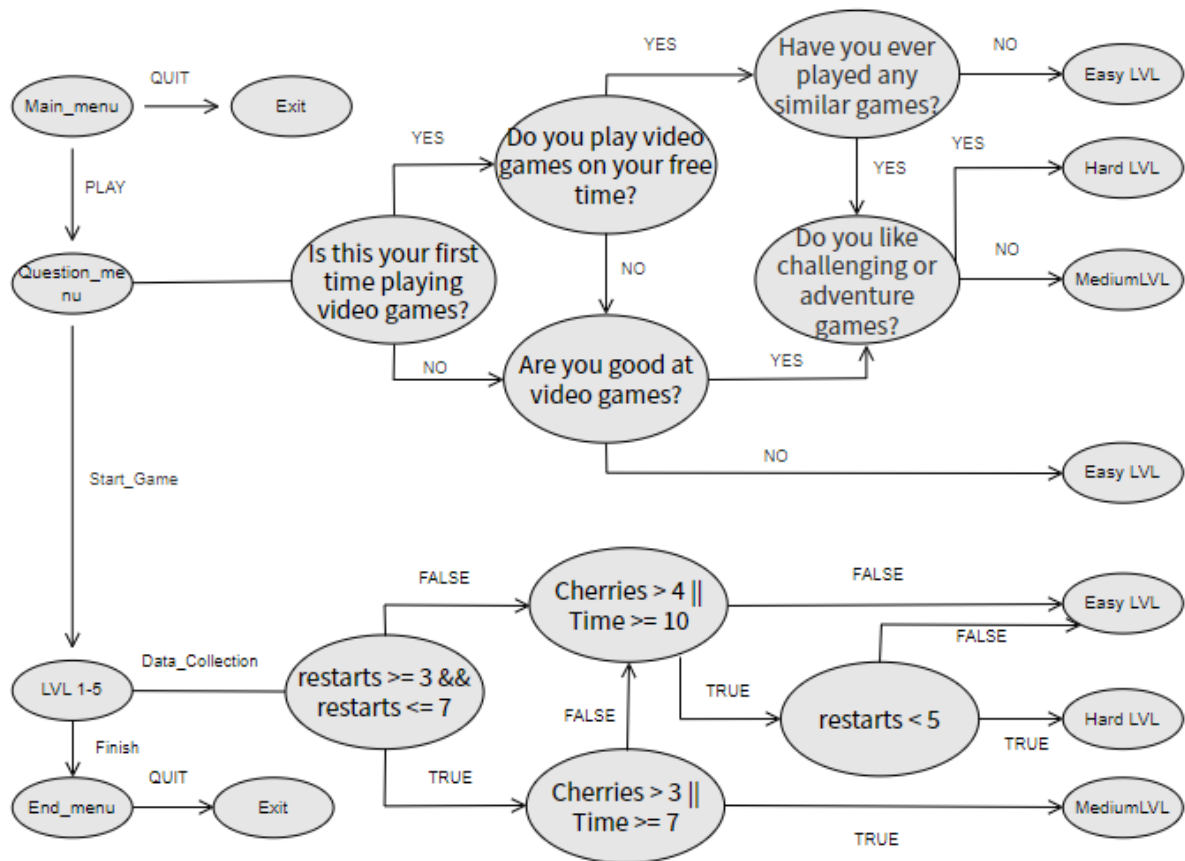 Main_menu
QUIT
Exit
PLAY
Question_me
nu
Is this your first
time playing
video games?
YES
NO
Do you play video
games on your free
time?
YES
NO
Have you ever
played any
similar games?
NO
Easy LVL
YES
Do you like
challenging or
adventure
games?
YES
Hard LVL
NO
MediumLVL
Are you good at
video games?
YES
NO
Easy LVL
Start_Game
LVL 1-5
Data_Collection
Finish
End_menu
QUIT
Exit
restarts >= 3 &&
restarts <= 7
FALSE
TRUE
Cherries > 4 ||
Time >= 10
FALSE
Easy LVL
TRUE
restarts < 5
FALSE
TRUE
Hard LVL
Cherries > 3 ||
Time >= 7
FALSE
TRUE
MediumLVL